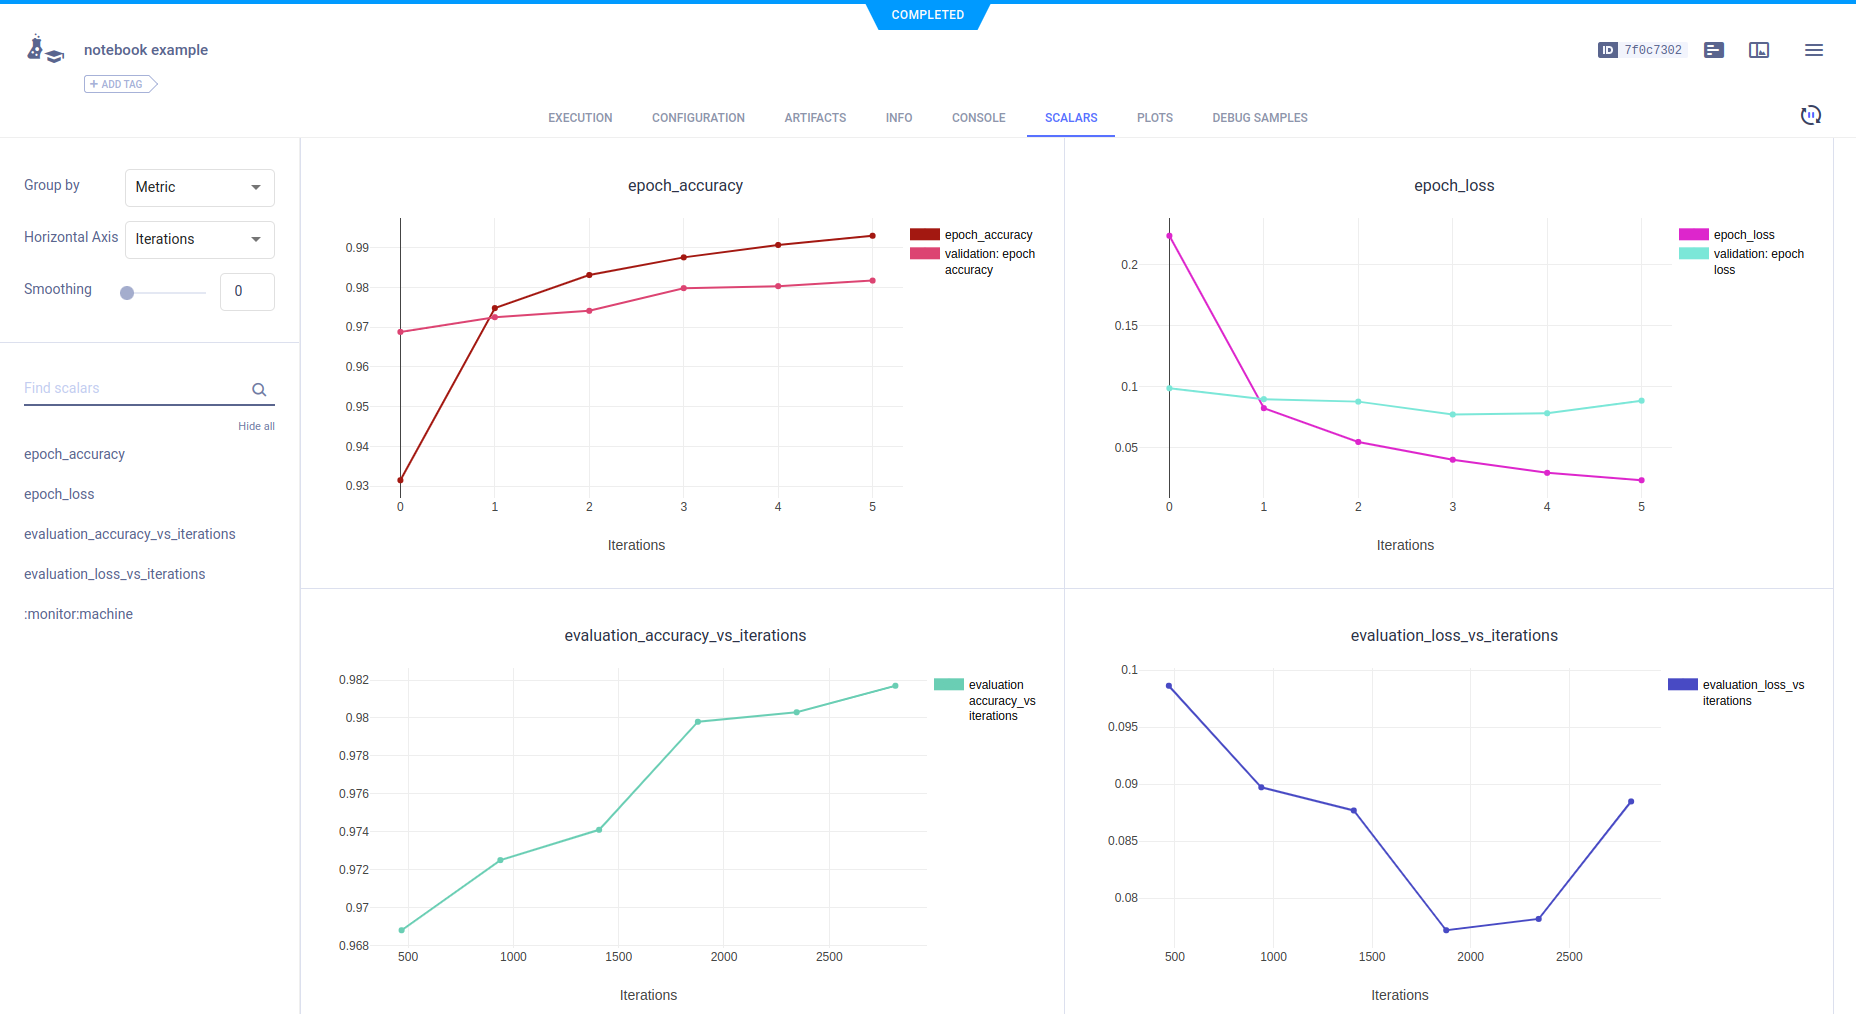 COMPLETED
notebook example
ID 7f0c7302
+ ADD TAG
EXECUTION CONFIGURATION ARTIFACTS INFO CONSOLE SCALARS PLOTS DEBUG SAMPLES
Group by Metric
Horizontal Axis Iterations
Smoothing 0
Find scalars
Hide all
epoch_accuracy
epoch_loss
evaluation_accuracy_vs_iterations
evaluation_loss_vs_iterations
:monitor:machine
epoch_accuracy
0.99
0.98
0.97
0.96
0.95
0.94
0.93
0 1 2 3 4 5
Iterations
epoch_accuracy
validation: epoch
accuracy
epoch_loss
0.2
0.15
0.1
0.05
0 1 2 3 4 5
Iterations
epoch_loss
validation: epoch
loss
evaluation_accuracy_vs_iterations
0.982
0.98
0.978
0.976
0.974
0.972
0.97
0.968
500 1000 1500 2000 2500
Iterations
evaluation
accuracy_vs
iterations
evaluation_loss_vs_iterations
0.1
0.095
0.09
0.085
0.08
500 1000 1500 2000 2500
Iterations
evaluation_loss_vs
iterations